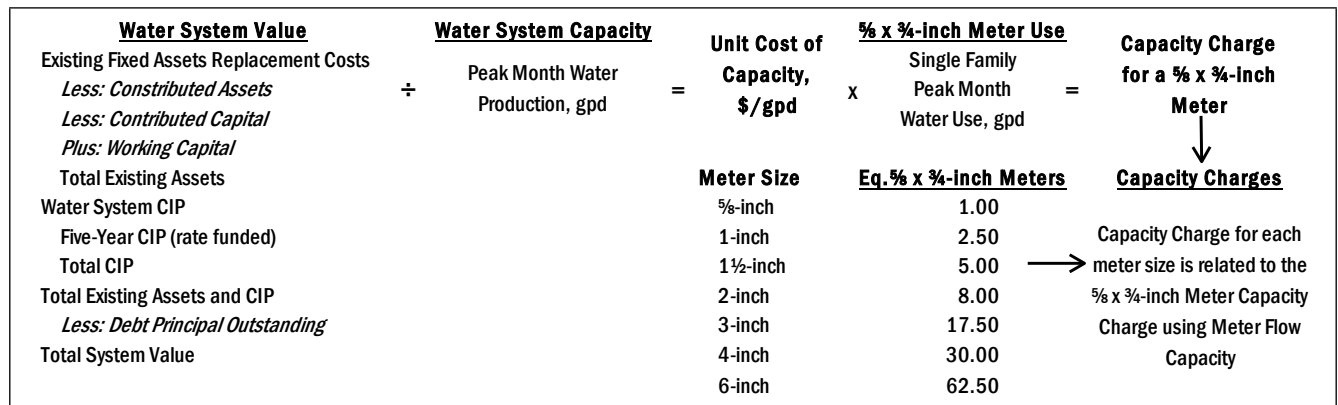 Water System Value
Existing Fixed Assets Replacement Costs
Less: Constributed Assets
Less: Contributed Capital
Plus: Working Capital
Total Existing Assets
Water System CIP
Five-Year CIP (rate funded)
Total CIP
Total Existing Assets and CIP
Less: Debt Principal Outstanding
Total System Value
÷
Water System Capacity
Peak Month Water
Production, gpd
=
Unit Cost of
Capacity,
$/gpd
x
⅝ x ¾-inch Meter Use
Single Family
Peak Month
Water Use, gpd
=
Capacity Charge
for a ⅝ x ¾-inch
Meter
Meter Size Eq.⅝ x ¾-inch Meters
⅝-inch 1.00
1-inch 2.50
1½-inch 5.00
2-inch 8.00
3-inch 17.50
4-inch 30.00
6-inch 62.50
Capacity Charges
Capacity Charge for each
meter size is related to the
⅝ x ¾-inch Meter Capacity
Charge using Meter Flow
Capacity